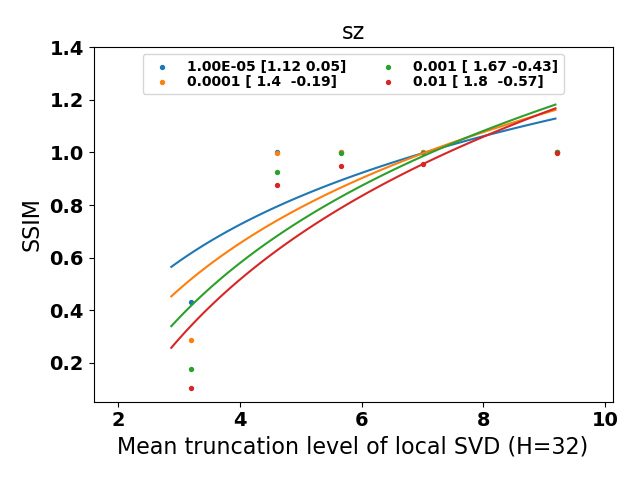 sz
1.00E-05 [1.12 0.05]
0.0001 [ 1.4  -0.19]
0.001 [ 1.67 -0.43]
0.01 [ 1.8  -0.57]
1.4
1.2
1.0
0.8
0.6
0.4
0.2
SSIM
2 4 6 8 10
Mean truncation level of local SVD (H=32)